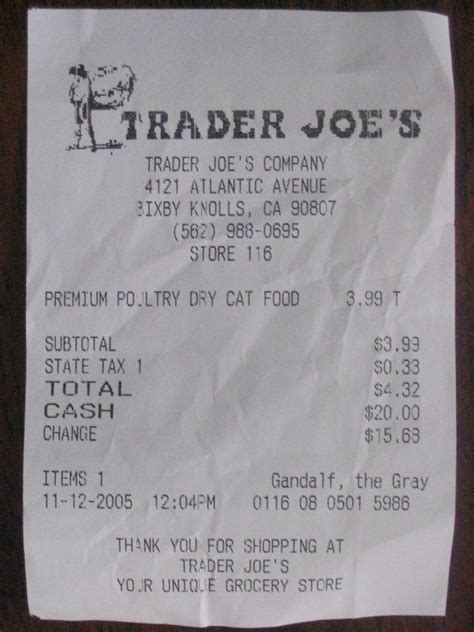 TRADER JOE'S
TRADER JOE'S COMPANY
4121 ATLANTIC AVENUE
BIXBY KNOLLS, CA 90807
(562) 988-0695
STORE 116
PREMIUM POULTRY DRY CAT FOOD 3.99 T
SUBTOTAL $3.99
STATE TAX 1 $0.33
TOTAL $4.32
CASH $20.00
CHANGE $15.68
ITEMS 1 Gandalf, the Gray
11-12-2005 12:04PM 0116 08 0501 5986
THANK YOU FOR SHOPPING AT
TRADER JOE'S
YOUR UNIQUE GROCERY STORE